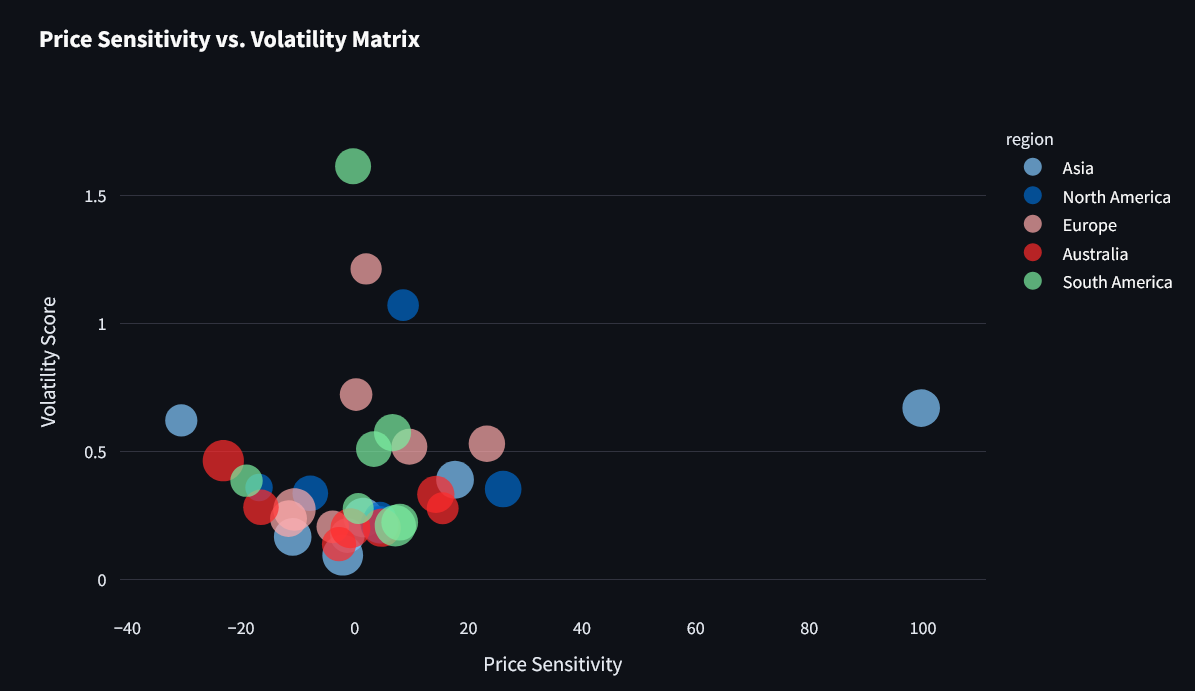 Price Sensitivity vs. Volatility Matrix
region
Asia
North America
Europe
Australia
South America
Volatility Score
1.5
1
0.5
0
−40 −20 0 20 40 60 80 100
Price Sensitivity